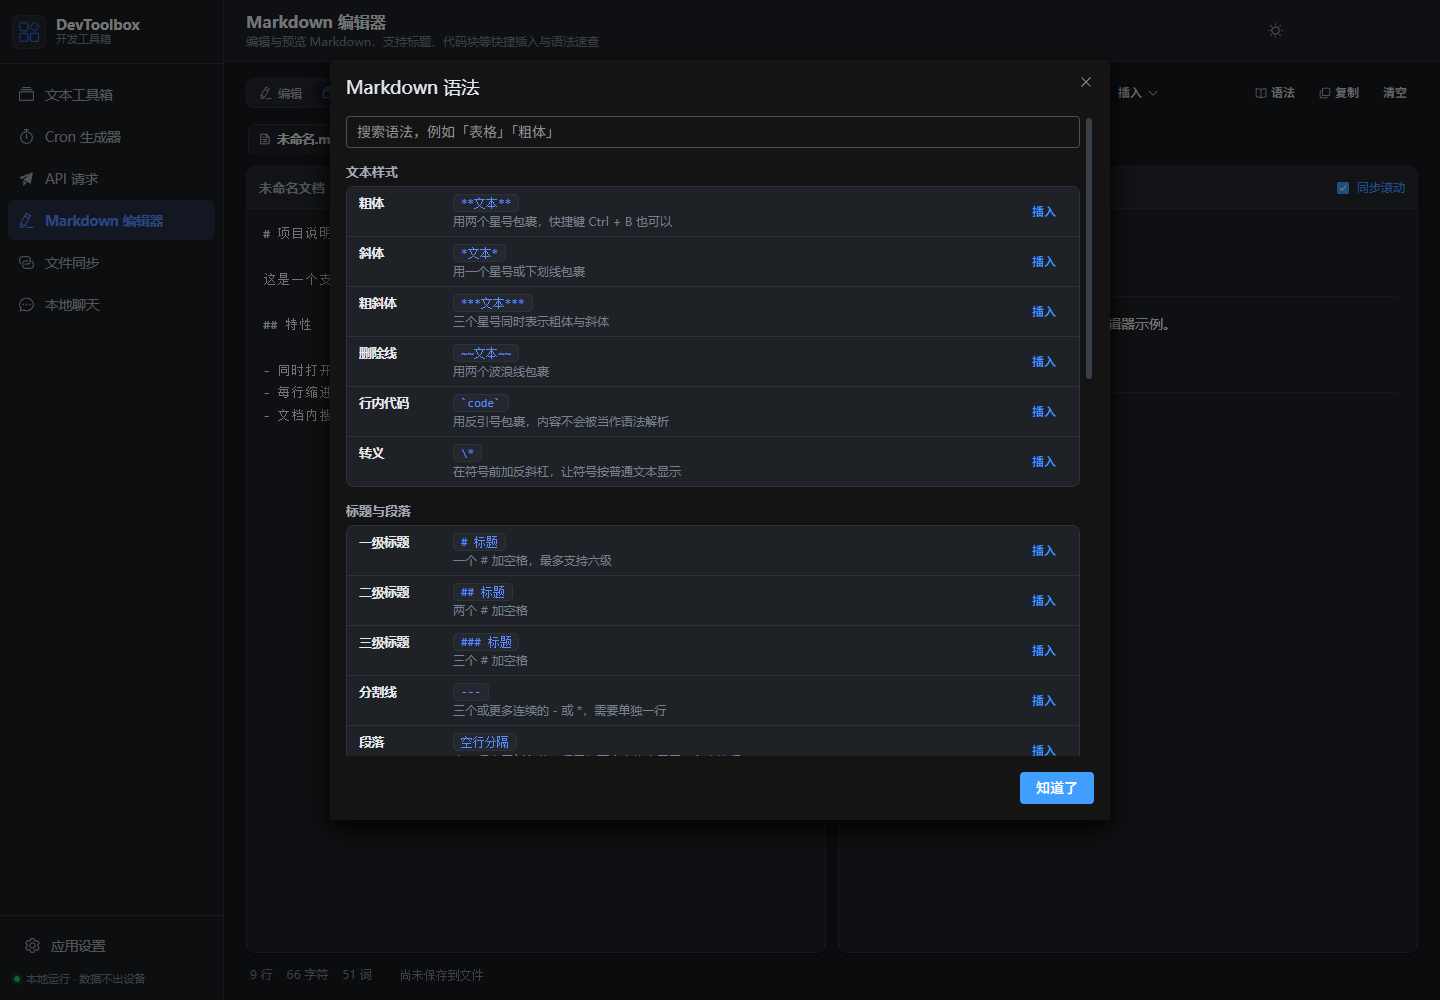 DevToolbox
开发工具箱
文本工具箱
Cron 生成器
API 请求
Markdown 编辑器
文件同步
本地聊天
应用设置
本地运行 · 数据不出设备
Markdown 编辑器
编辑与预览 Markdown，支持标题、代码块等快捷插入与语法速查
编辑
插入
语法
复制
清空
未命名.m
未命名文档
同步滚动
# 项目说明
这是一个支
## 特性
- 同时打开
- 每行缩进
- 文档内搜
辑器示例。
Markdown 语法
搜索语法，例如「表格」「粗体」
文本样式
粗体
**文本**
用两个星号包裹，快捷键 Ctrl + B 也可以
插入
斜体
*文本*
用一个星号或下划线包裹
插入
粗斜体
***文本***
三个星号同时表示粗体与斜体
插入
删除线
~~文本~~
用两个波浪线包裹
插入
行内代码
`code`
用反引号包裹，内容不会被当作语法解析
插入
转义
\*
在符号前加反斜杠，让符号按普通文本显示
插入
标题与段落
一级标题
# 标题
一个 # 加空格，最多支持六级
插入
二级标题
## 标题
两个 # 加空格
插入
三级标题
### 标题
三个 # 加空格
插入
分割线
---
三个或更多连续的 - 或 *，需要单独一行
插入
段落
空行分隔
插入
知道了
9 行 66 字符 51 词 尚未保存到文件